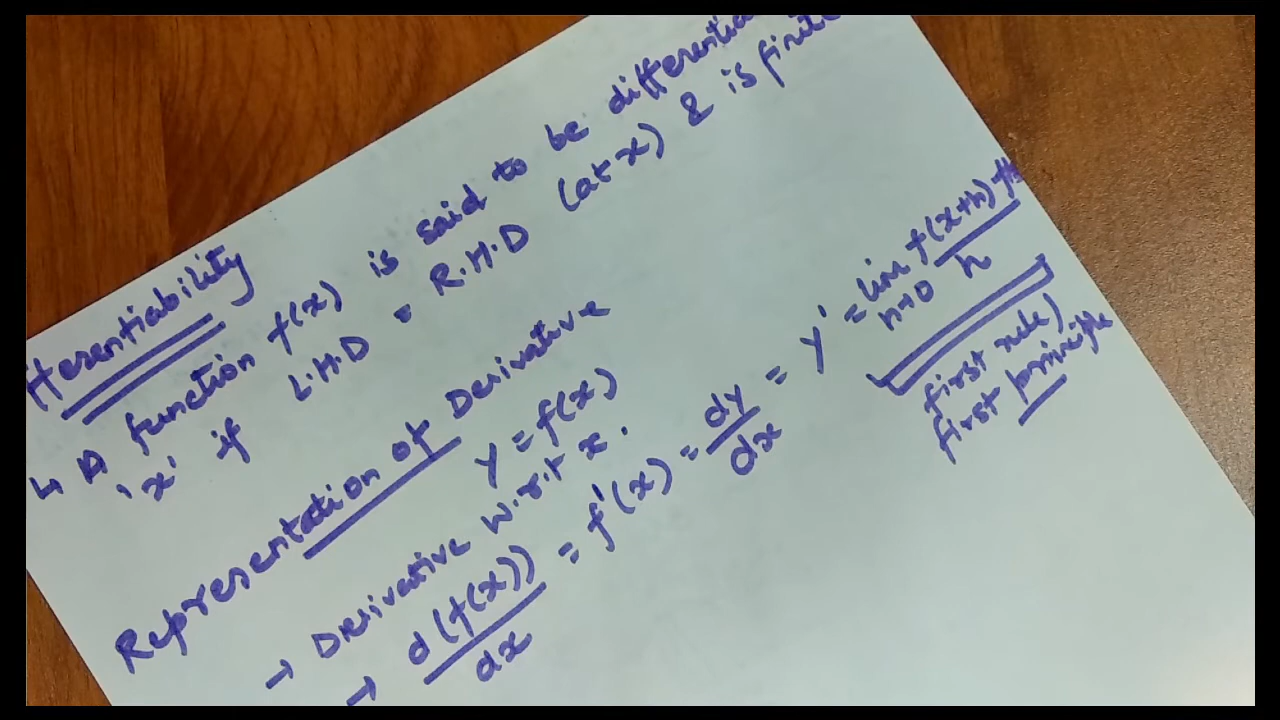 fferentiability
↳ A function f(x) is said to be differentia
'x' if L.H.D = R.H.D (at x) & is finite
Representation of Derivative
y = f(x)
→ Derivative w.r.t x.
→ d(f(x))/dx = f'(x) = dy/dx = y' = lim h→0 f(x+h) f(/h
first rule)
first principle